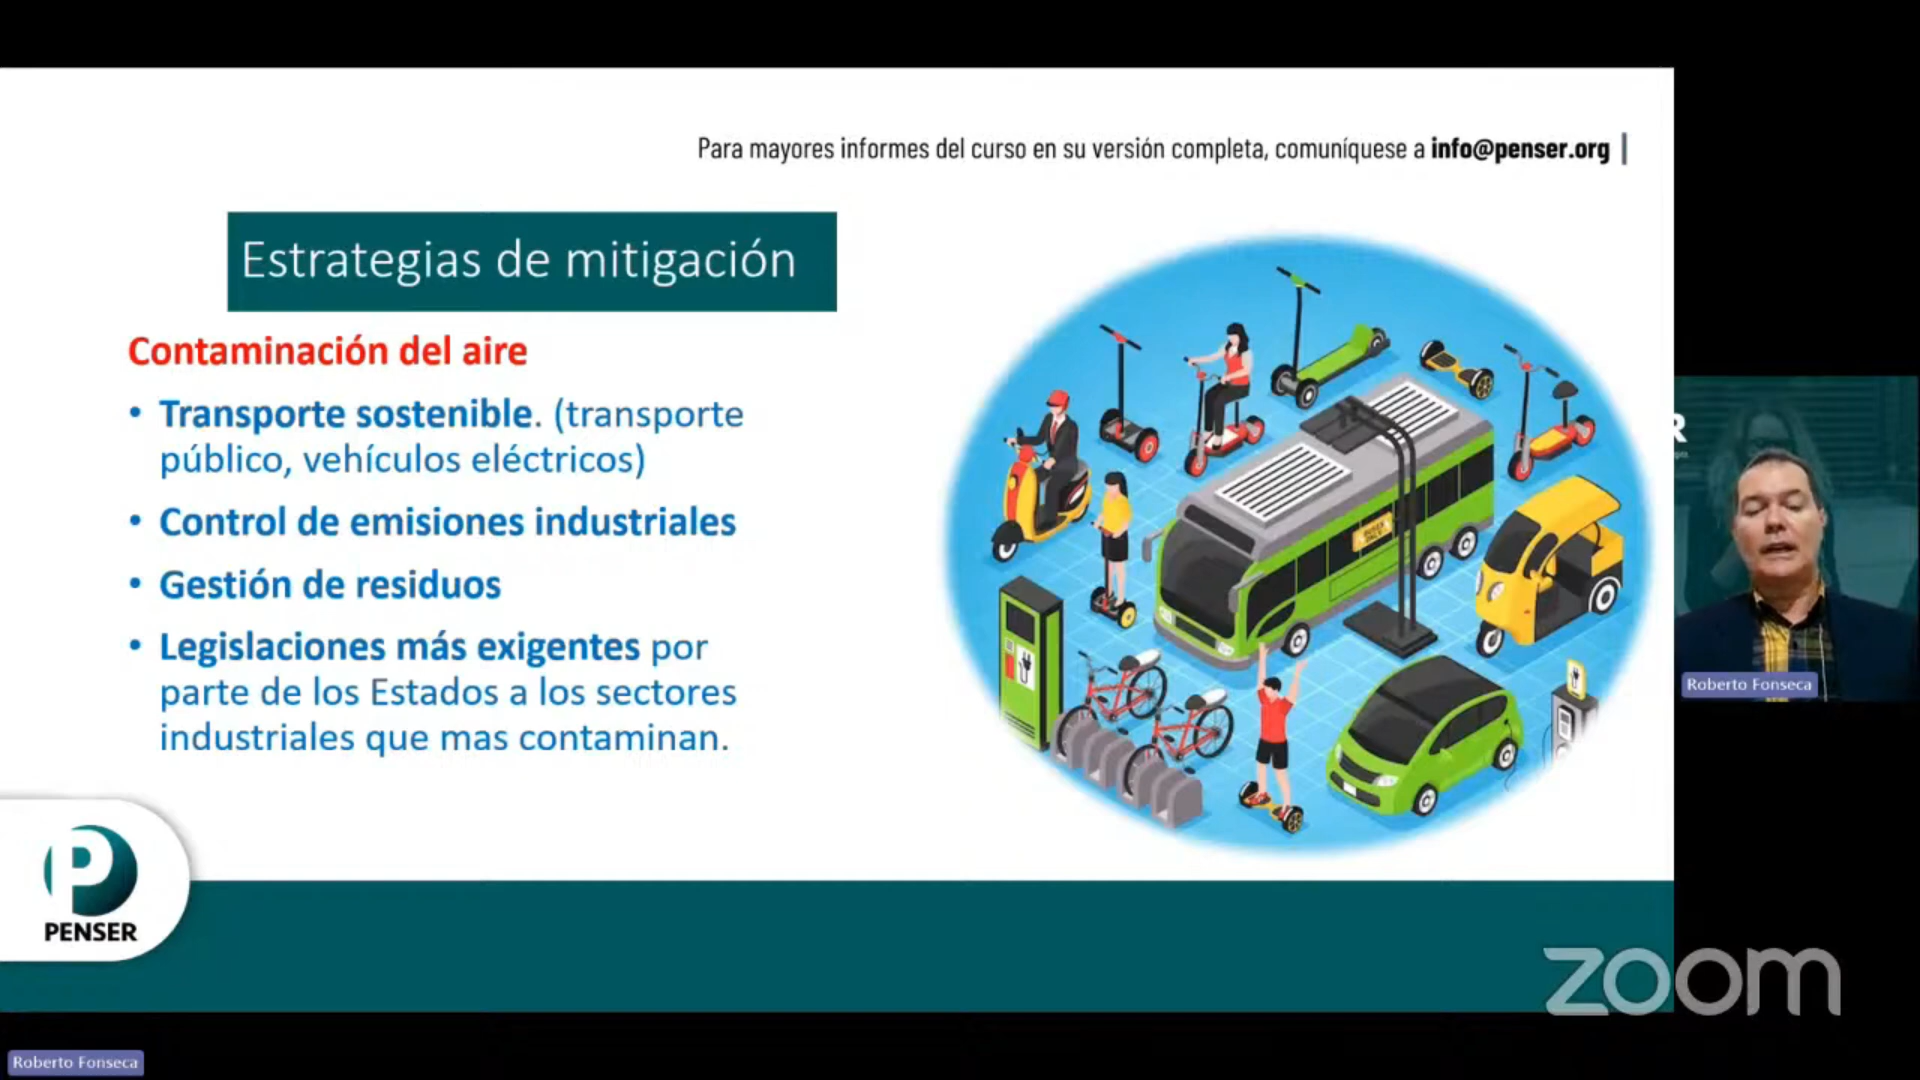 Para mayores informes del curso en su versión completa, comuníquese a info@penser.org |
Estrategias de mitigación
Contaminación del aire
• Transporte sostenible. (transporte
público, vehículos eléctricos)
• Control de emisiones industriales
• Gestión de residuos
• Legislaciones más exigentes por
parte de los Estados a los sectores
industriales que mas contaminan.
PENSER
R
Roberto Fonseca
zoom
Roberto Fonseca